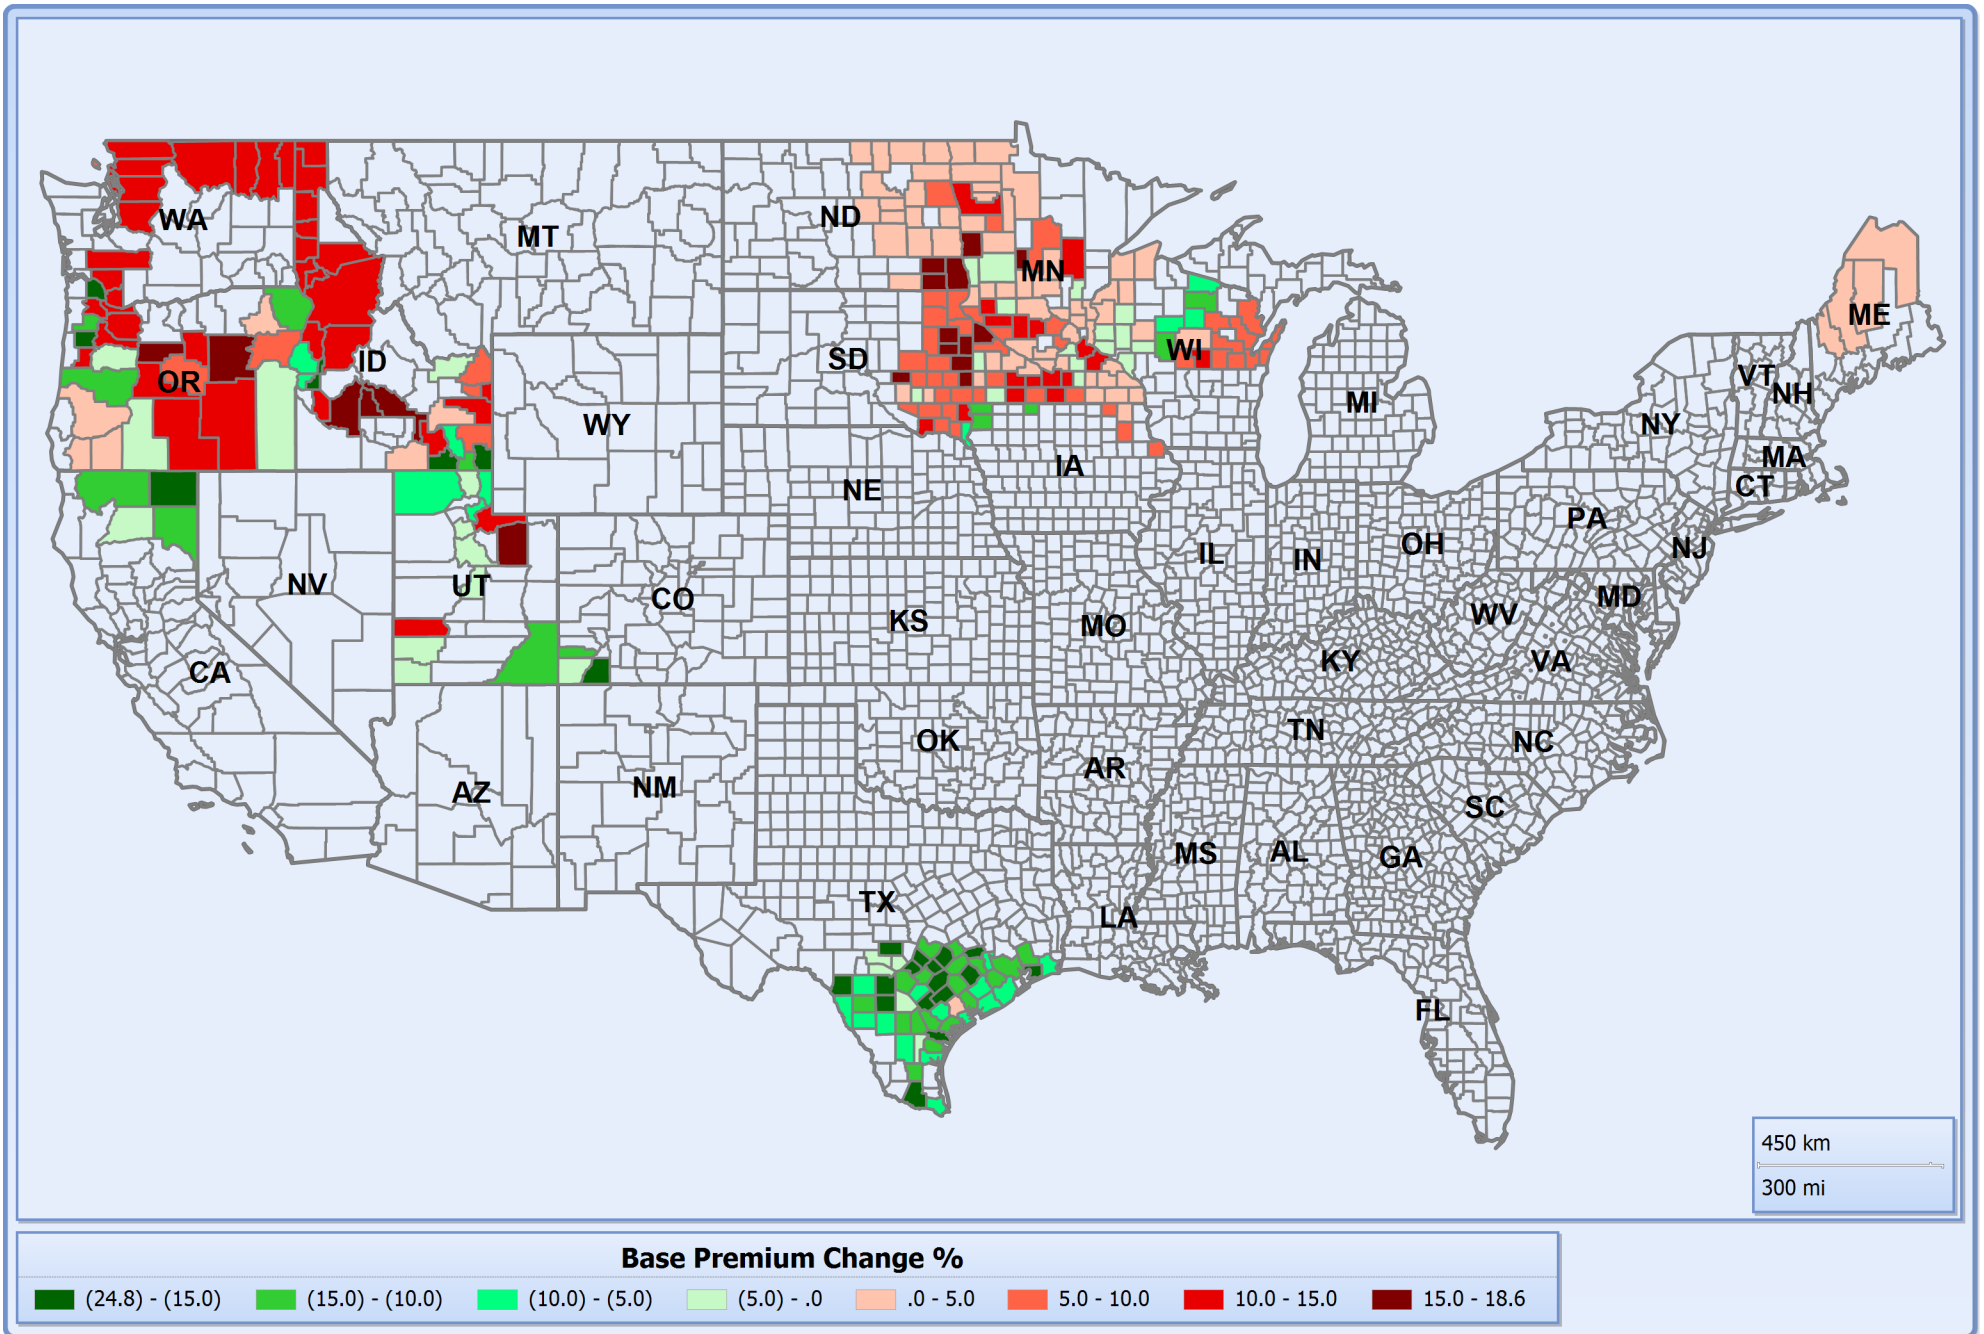 WA
MT
ND
MN
ME
SD
WI
ID
OR
WY
MI
VT
NH
NY
MA
CT
IA
NE
PA
NJ
OH
IL
IN
NV
UT
CO
KS
MO
WV
MD
VA
KY
CA
OK
TN
NC
AR
AZ
NM
SC
MS
AL
GA
TX
LA
FL
450 km
300 mi
Base Premium Change %
(24.8) - (15.0) (15.0) - (10.0) (10.0) - (5.0) (5.0) - .0 .0 - 5.0 5.0 - 10.0 10.0 - 15.0 15.0 - 18.6